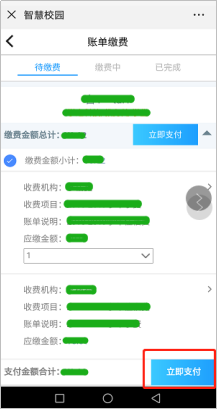 智慧校园
账单缴费
待缴费 缴费中 已完成
缴费金额总计： 立即支付
缴费金额小计：
收费机构：
收费项目：
账单说明：
应缴金额：
1
收费机构：
收费项目：
账单说明：
应缴金额：
支付金额合计： 立即支付